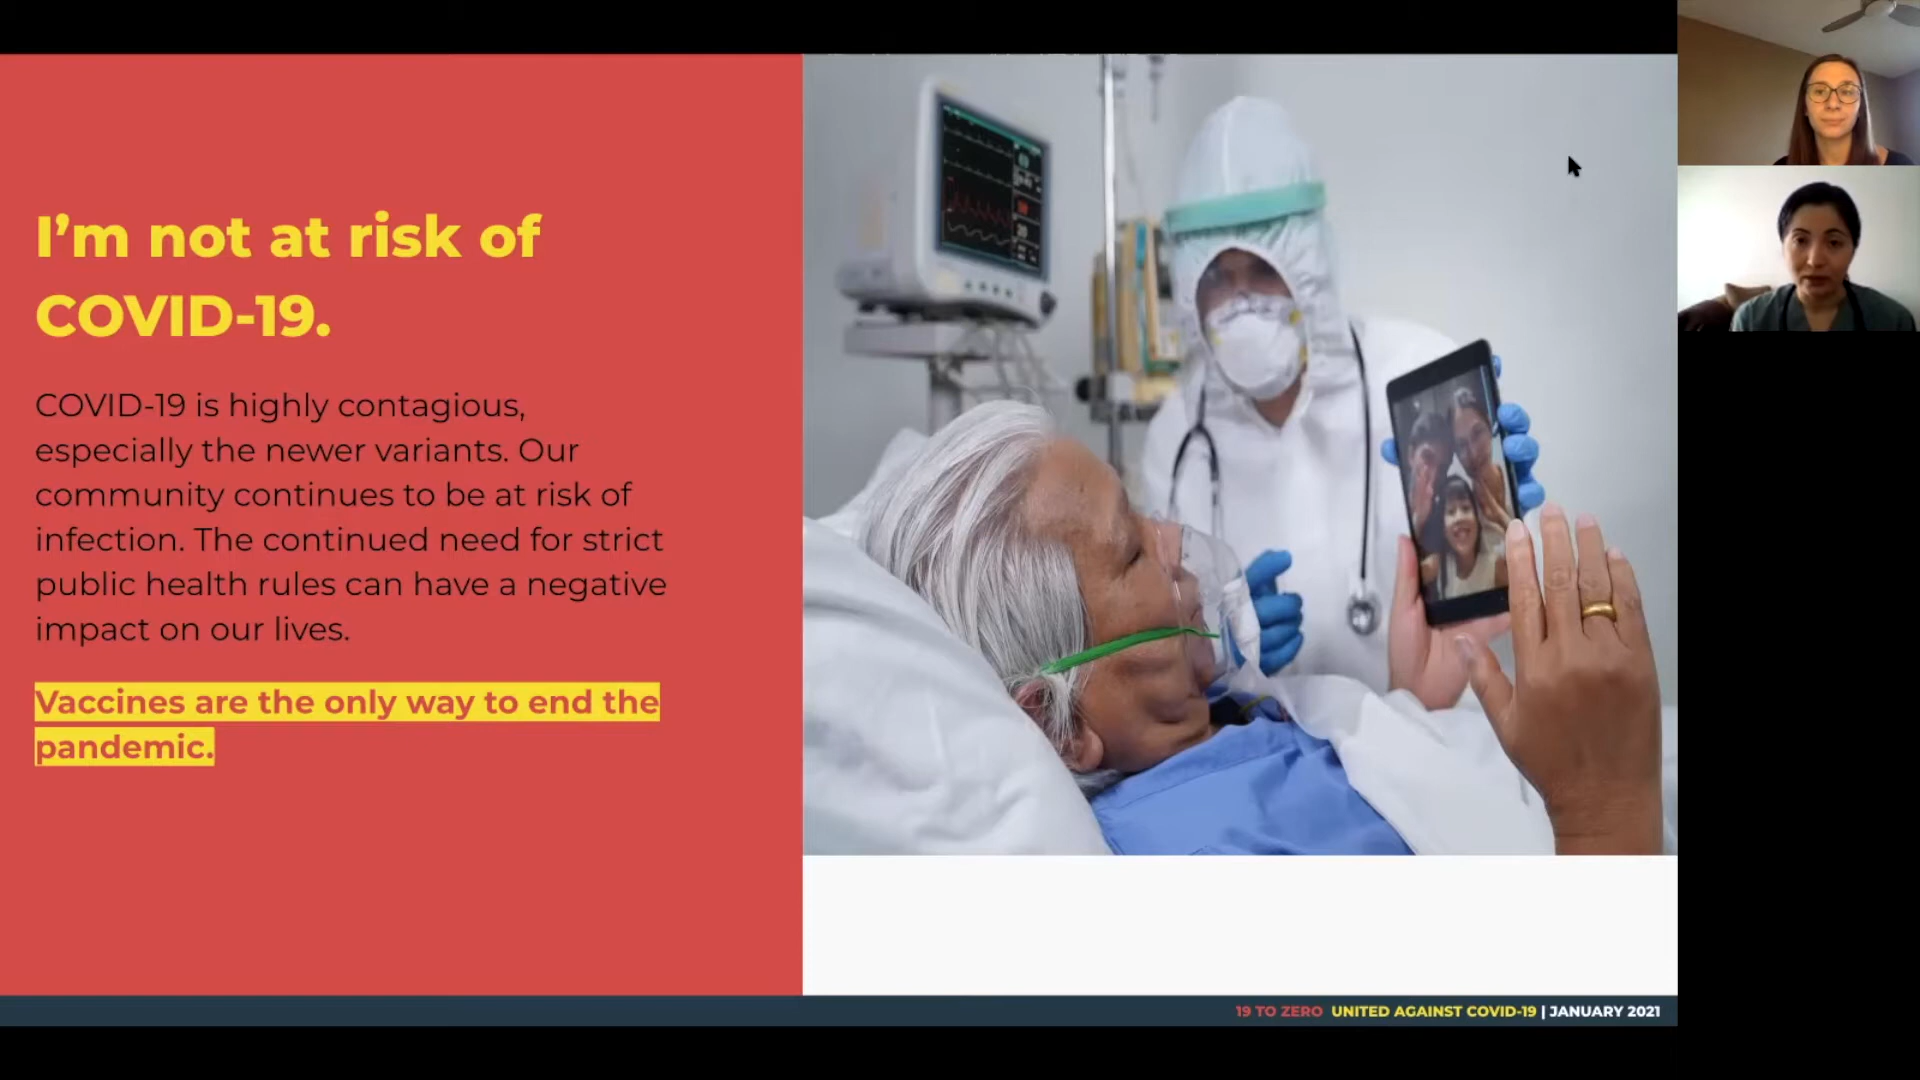 I'm not at risk of
COVID-19.
COVID-19 is highly contagious,
especially the newer variants. Our
community continues to be at risk of
infection. The continued need for strict
public health rules can have a negative
impact on our lives.
Vaccines are the only way to end the
pandemic.
19 TO ZERO UNITED AGAINST COVID-19 | JANUARY 2021